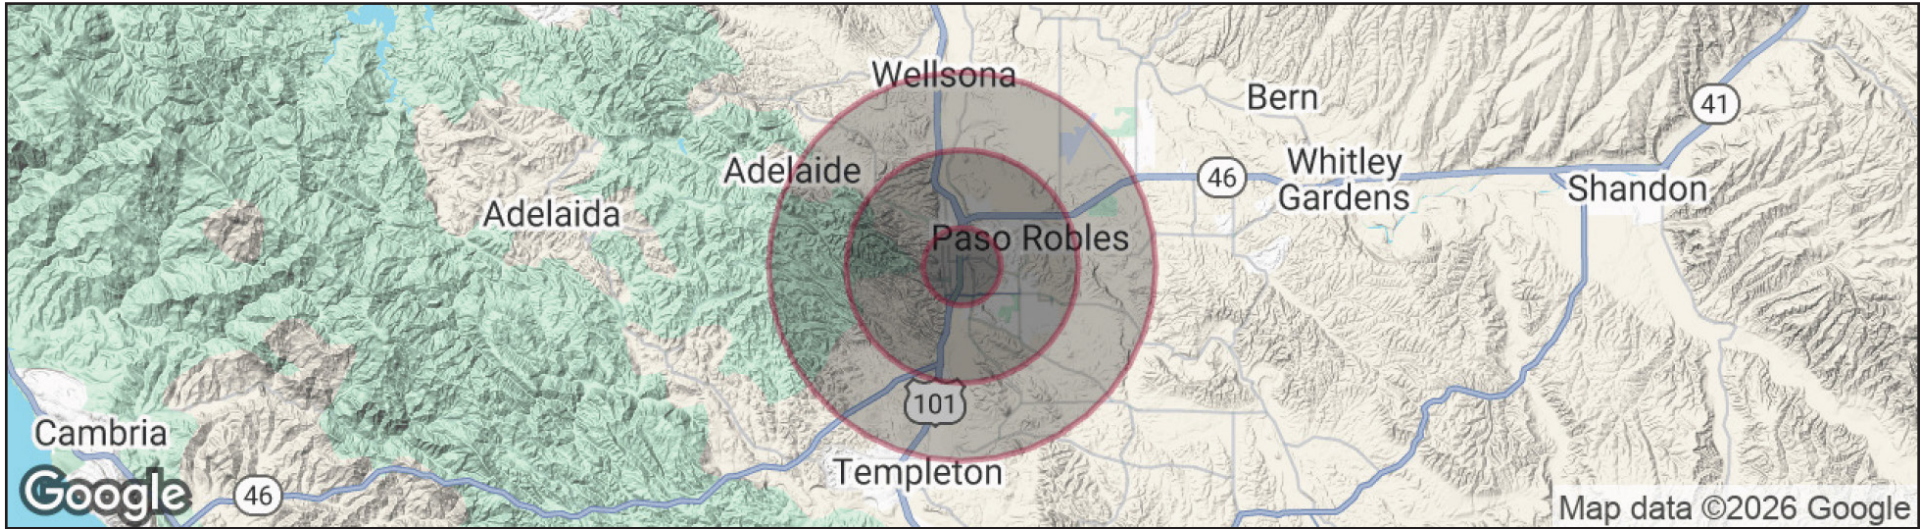 Wellsona
41
Bern
Adelaide
46
Whitley
Gardens
Shandon
Adelaida
Paso Robles
101
Cambria
Templeton
Google
46
Map data ©2026 Google